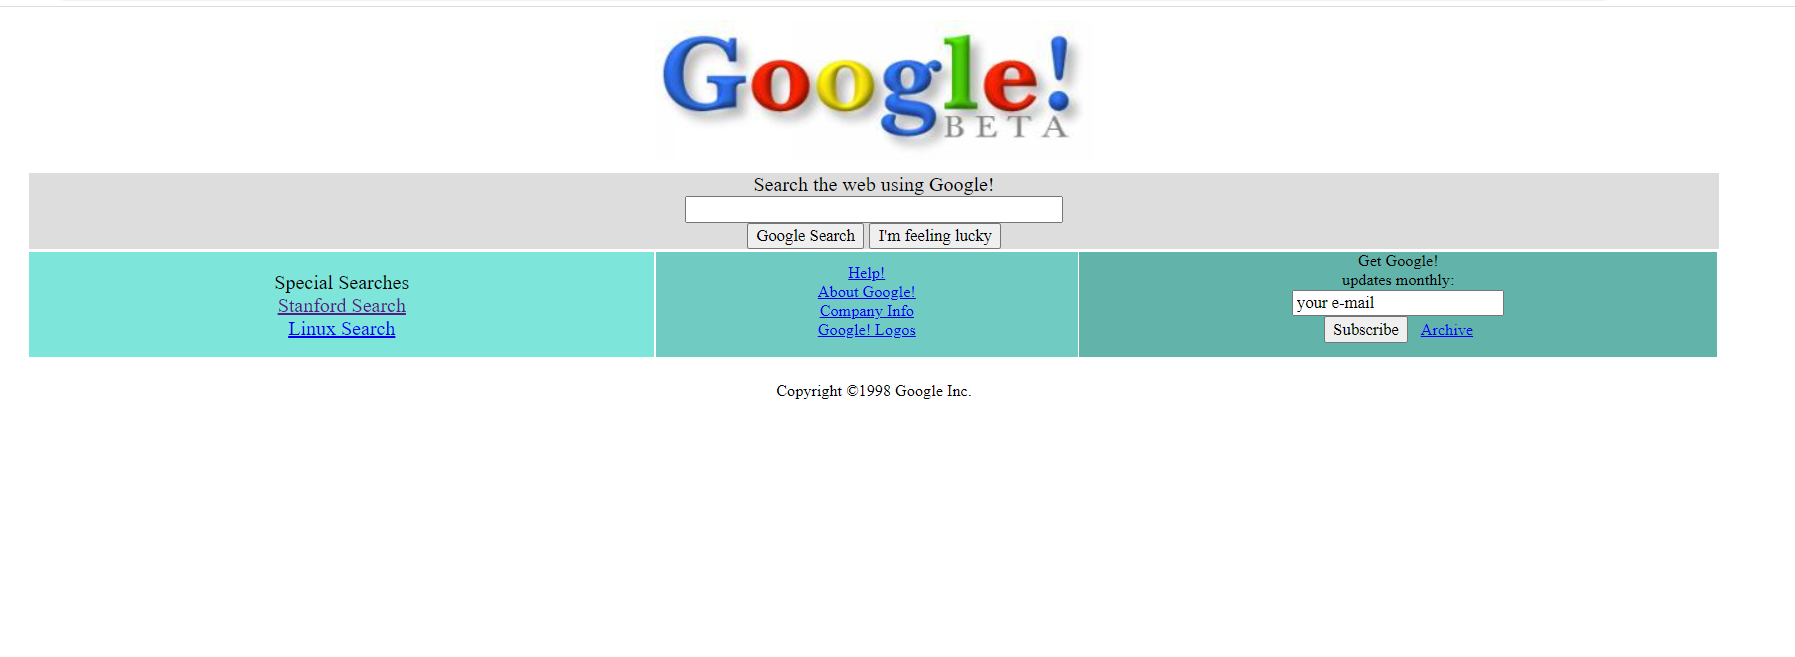 Google!
BETA
Search the web using Google!
Google Search I'm feeling lucky
Special Searches
Stanford Search
Linux Search
Help!
About Google!
Company Info
Google! Logos
Get Google!
updates monthly:
your e-mail
Subscribe Archive
Copyright ©1998 Google Inc.